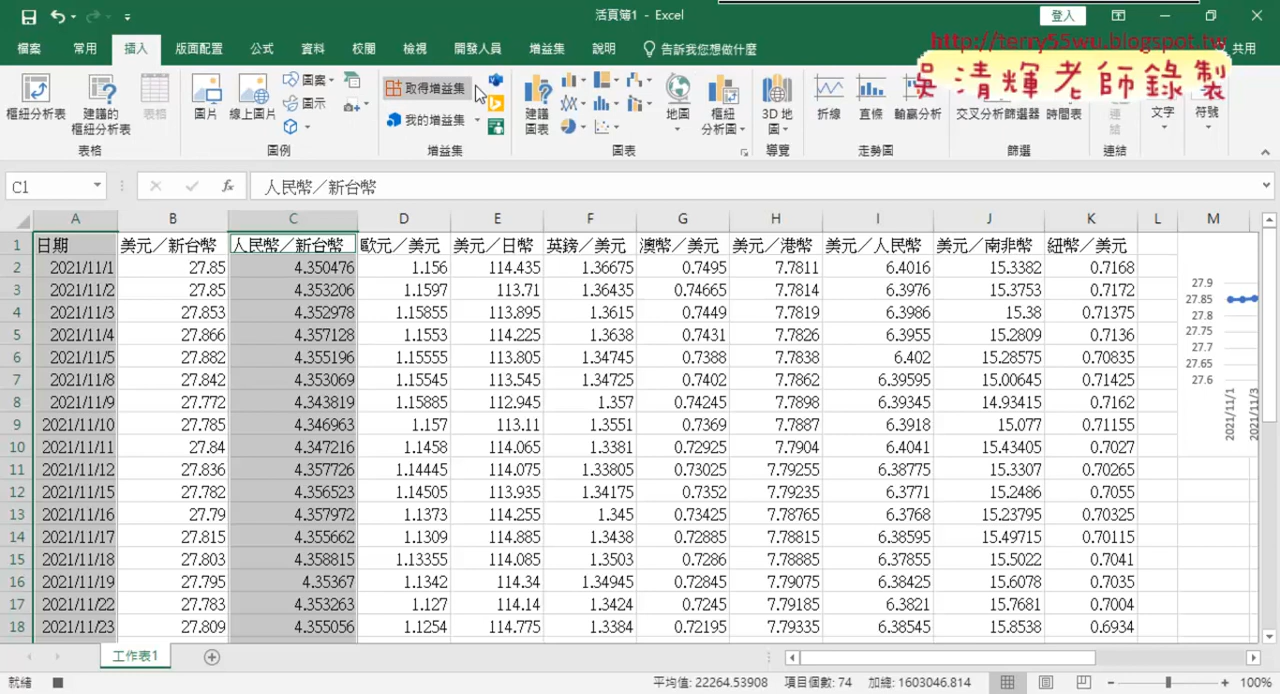 活頁簿1 - Excel
登入
檔案 常用 插入 版面配置 公式 資料 校閱 檢視 開發人員 增益集 說明 告訴我您想做什麼 共用
http://terry55wu.blogspot.tw
吳清輝老師錄製
樞紐分析表 建議的樞紐分析表 表格 圖片 線上圖片 圖案 圖示 取得增益集 我的增益集 建議圖表 地圖 樞紐分析圖 3D 地圖 折線 直條 輸贏分析 交叉分析篩選器 時間表 連結 文字 符號
表格 圖例 增益集 圖表 導覽 走勢圖 篩選 連結
C1 fx 人民幣／新台幣
A B C D E F G H I J K L M
1 日期 美元／新台幣 人民幣／新台幣 歐元／美元 美元／日幣 英鎊／美元 澳幣／美元 美元／港幣 美元／人民幣 美元／南非幣 紐幣／美元
2 2021/11/1 27.85 4.350476 1.156 114.435 1.36675 0.7495 7.7811 6.4016 15.3382 0.7168
3 2021/11/2 27.85 4.353206 1.1597 113.71 1.36435 0.74665 7.7814 6.3976 15.3753 0.7172
4 2021/11/3 27.853 4.352978 1.15855 113.895 1.3615 0.7449 7.7819 6.3986 15.38 0.71375
5 2021/11/4 27.866 4.357128 1.1553 114.225 1.3638 0.7431 7.7826 6.3955 15.2809 0.7136
6 2021/11/5 27.882 4.355196 1.15555 113.805 1.34745 0.7388 7.7838 6.402 15.28575 0.70835
7 2021/11/8 27.842 4.353069 1.15545 113.545 1.34725 0.7402 7.7862 6.39595 15.00645 0.71425
8 2021/11/9 27.772 4.343819 1.15885 112.945 1.357 0.74245 7.7898 6.39345 14.93415 0.7162
9 2021/11/10 27.785 4.346963 1.157 113.11 1.3551 0.7369 7.7887 6.3918 15.077 0.71155
10 2021/11/11 27.84 4.347216 1.1458 114.065 1.3381 0.72925 7.7904 6.4041 15.43405 0.7027
11 2021/11/12 27.836 4.357726 1.14445 114.075 1.33805 0.73025 7.79255 6.38775 15.3307 0.70265
12 2021/11/15 27.782 4.356523 1.14505 113.935 1.34175 0.7352 7.79235 6.3771 15.2486 0.7055
13 2021/11/16 27.79 4.357972 1.1373 114.255 1.345 0.73425 7.78765 6.3768 15.23795 0.70325
14 2021/11/17 27.815 4.355662 1.1309 114.885 1.3438 0.72885 7.78815 6.38595 15.49715 0.70115
15 2021/11/18 27.803 4.358815 1.13355 114.085 1.3503 0.7286 7.78885 6.37855 15.5022 0.7041
16 2021/11/19 27.795 4.35367 1.1342 114.34 1.34945 0.72845 7.79075 6.38425 15.6078 0.7035
17 2021/11/22 27.783 4.353263 1.127 114.14 1.3424 0.7245 7.79185 6.3821 15.7681 0.7004
18 2021/11/23 27.809 4.355056 1.1254 114.775 1.3384 0.72195 7.79335 6.38545 15.8538 0.6934
27.9
27.85
27.8
27.75
27.7
27.65
27.6
2021/11/1
2021/11/3
工作表1
就緒 平均值: 22264.53908 項目個數: 74 加總: 1603046.814 100%